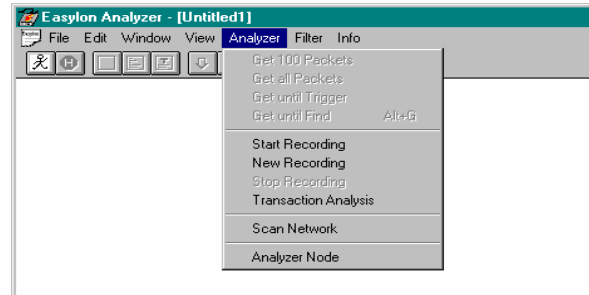 Easylon Analyzer - [Untitled1]
File Edit Window View Analyzer Filter Info
Get 100 Packets
Get all Packets
Get until Trigger
Get until Find Alt+G
Start Recording
New Recording
Stop Recording
Transaction Analysis
Scan Network
Analyzer Node